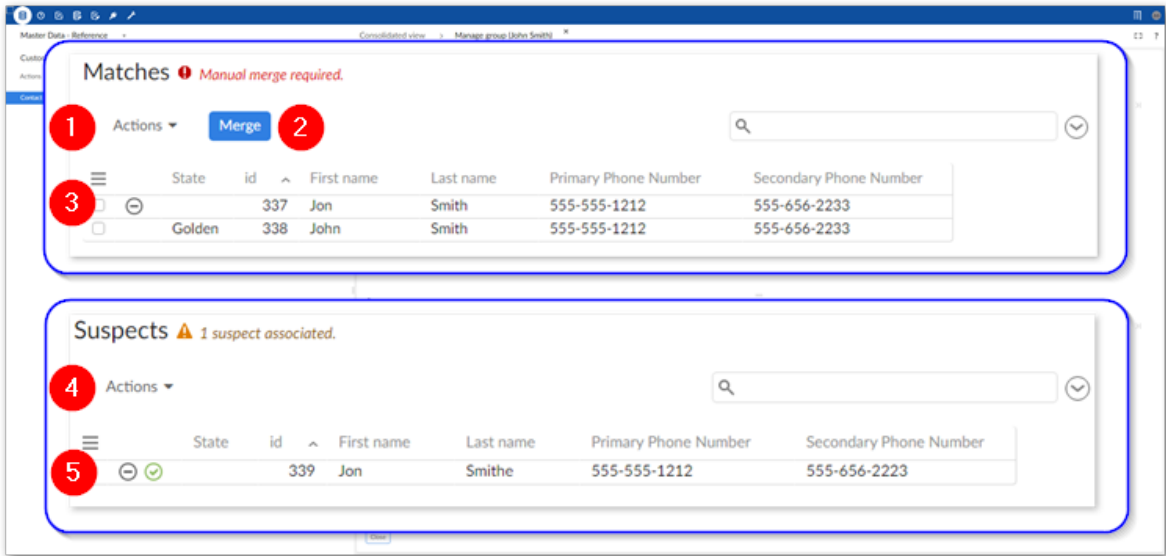 Master Data - Reference
Consolidated view > Manage group (John Smith) ×
?
Custo
Actions
Contact
Matches Manual merge required.
1 Actions Merge 2
State id First name Last name Primary Phone Number Secondary Phone Number
3 337 Jon Smith 555-555-1212 555-656-2233
Golden 338 John Smith 555-555-1212 555-656-2233
Suspects 1 suspect associated.
4 Actions
State id First name Last name Primary Phone Number Secondary Phone Number
5 339 Jon Smithe 555-555-1212 555-656-2223
Close